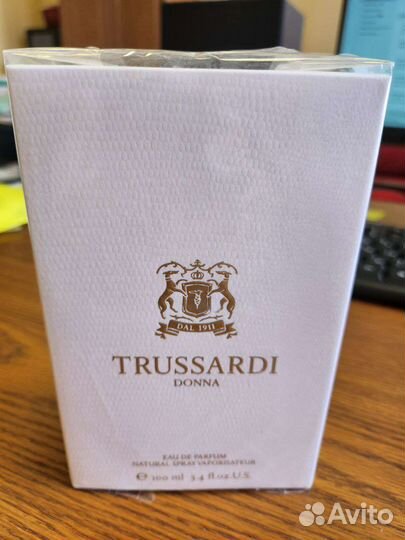 DAL 1911
TRUSSARDI
DONNA
EAU DE PARFUM
NATURAL SPRAY VAPORISATEUR
℮ 100 ml 3.4 fl.oz.U.S.
Avito